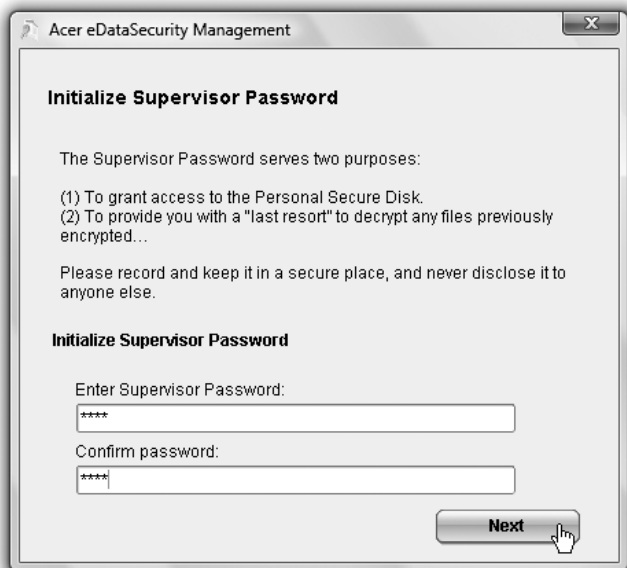 Acer eDataSecurity Management
x
Initialize Supervisor Password
The Supervisor Password serves two purposes:
(1) To grant access to the Personal Secure Disk.
(2) To provide you with a "last resort" to decrypt any files previously
encrypted...
Please record and keep it in a secure place, and never disclose it to
anyone else.
Initialize Supervisor Password
Enter Supervisor Password:
****
Confirm password:
****
Next